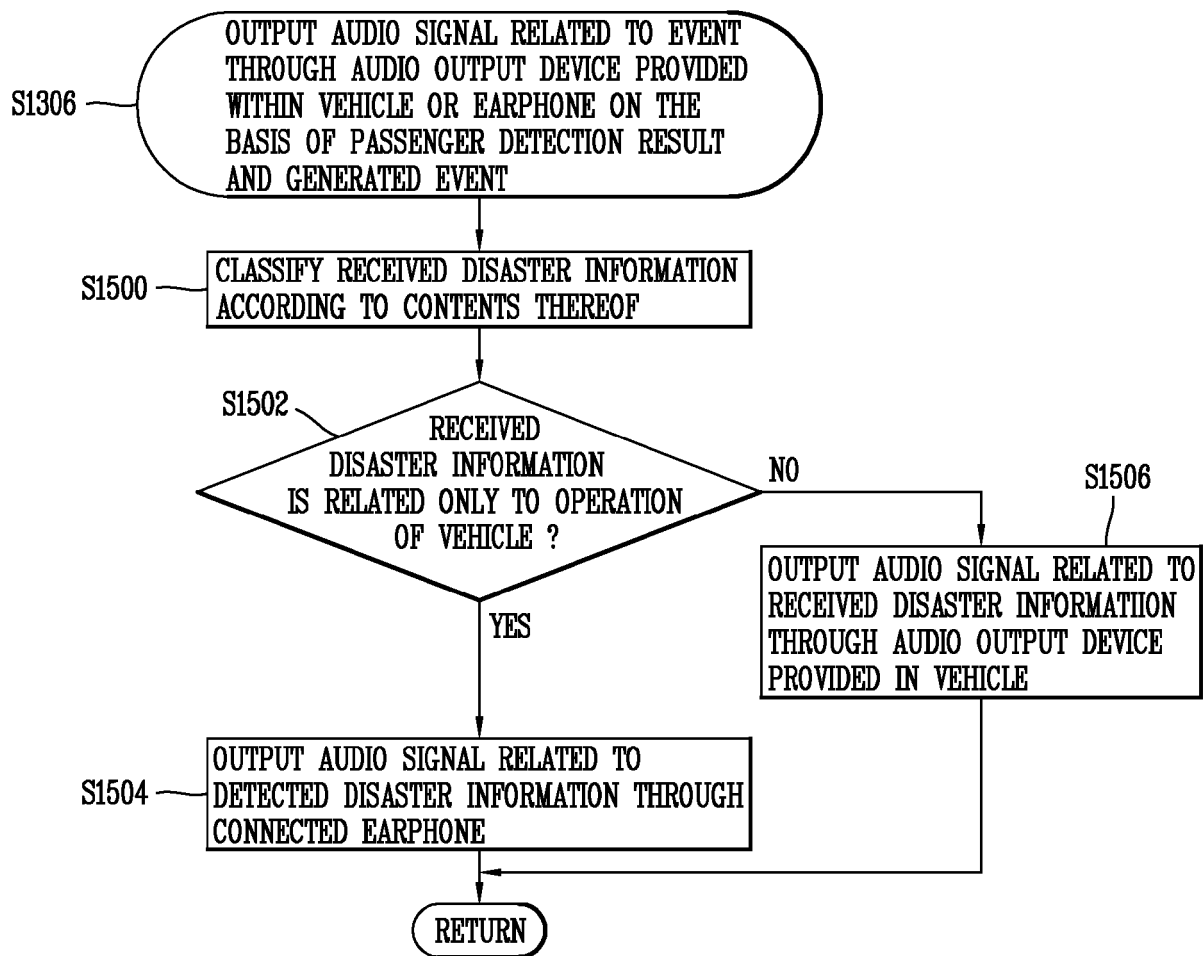 OUTPUT AUDIO SIGNAL RELATED TO EVENT
THROUGH AUDIO OUTPUT DEVICE PROVIDED
WITHIN VEHICLE OR EARPHONE ON THE
BASIS OF PASSENGER DETECTION RESULT
AND GENERATED EVENT
S1306
CLASSIFY RECEIVED DISASTER INFORMATION
ACCORDING TO CONTENTS THEREOF
S1500
S1502
RECEIVED
DISASTER INFORMATION
IS RELATED ONLY TO OPERATION
OF VEHICLE ?
NO
YES
S1506
OUTPUT AUDIO SIGNAL RELATED TO
RECEIVED DISASTER INFORMATIION
THROUGH AUDIO OUTPUT DEVICE
PROVIDED IN VEHICLE
S1504
OUTPUT AUDIO SIGNAL RELATED TO
DETECTED DISASTER INFORMATION THROUGH
CONNECTED EARPHONE
RETURN